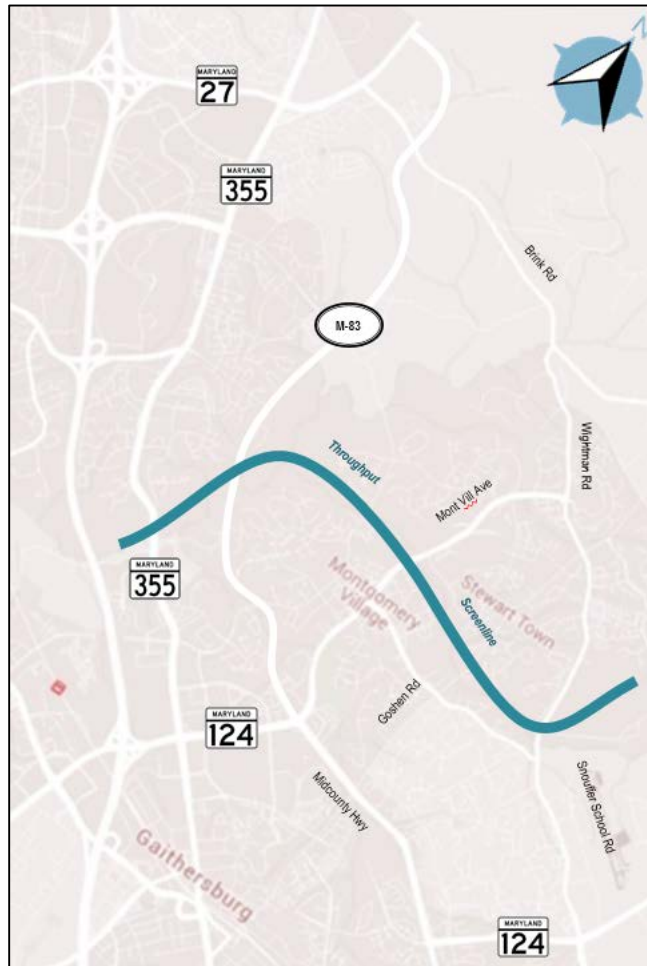 N
MARYLAND
27
MARYLAND
355
Brink Rd
M-83
Wightman Rd
Throughput
Mont Vill Ave
MARYLAND
355
Montgomery
Village
Stewart Town
Screenline
Goshen Rd
MARYLAND
124
Midcounty Hwy
Snouffer School Rd
Gaithersburg
MARYLAND
124